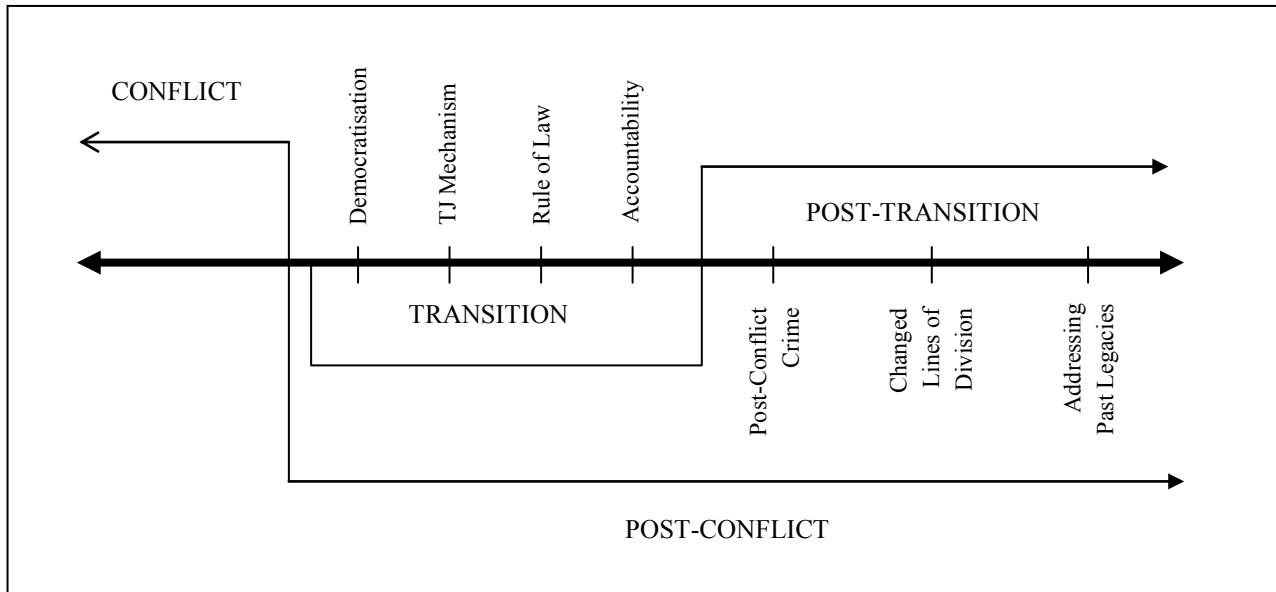 CONFLICT
Democratisation
TJ Mechanism
Rule of Law
Accountability
POST-TRANSITION
TRANSITION
Post-Conflict
Crime
Changed
Lines of
Division
Addressing
Past Legacies
POST-CONFLICT